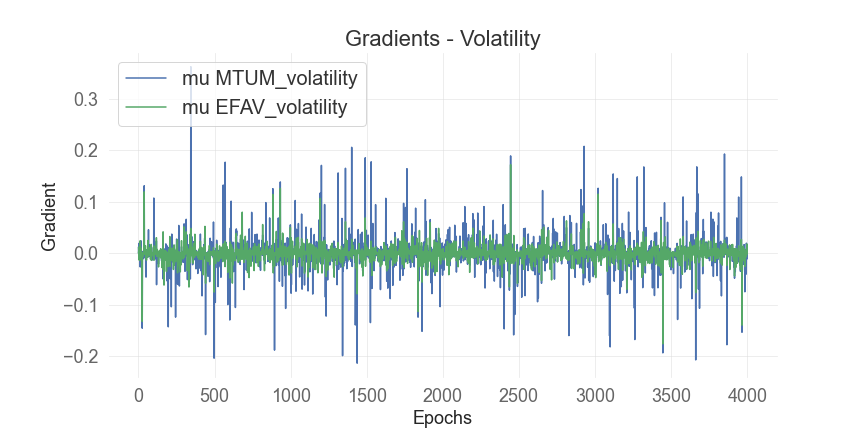 Gradients - Volatility
mu MTUM_volatility
mu EFAV_volatility
Gradient
0.3
0.2
0.1
0.0
−0.1
−0.2
0 500 1000 1500 2000 2500 3000 3500 4000
Epochs